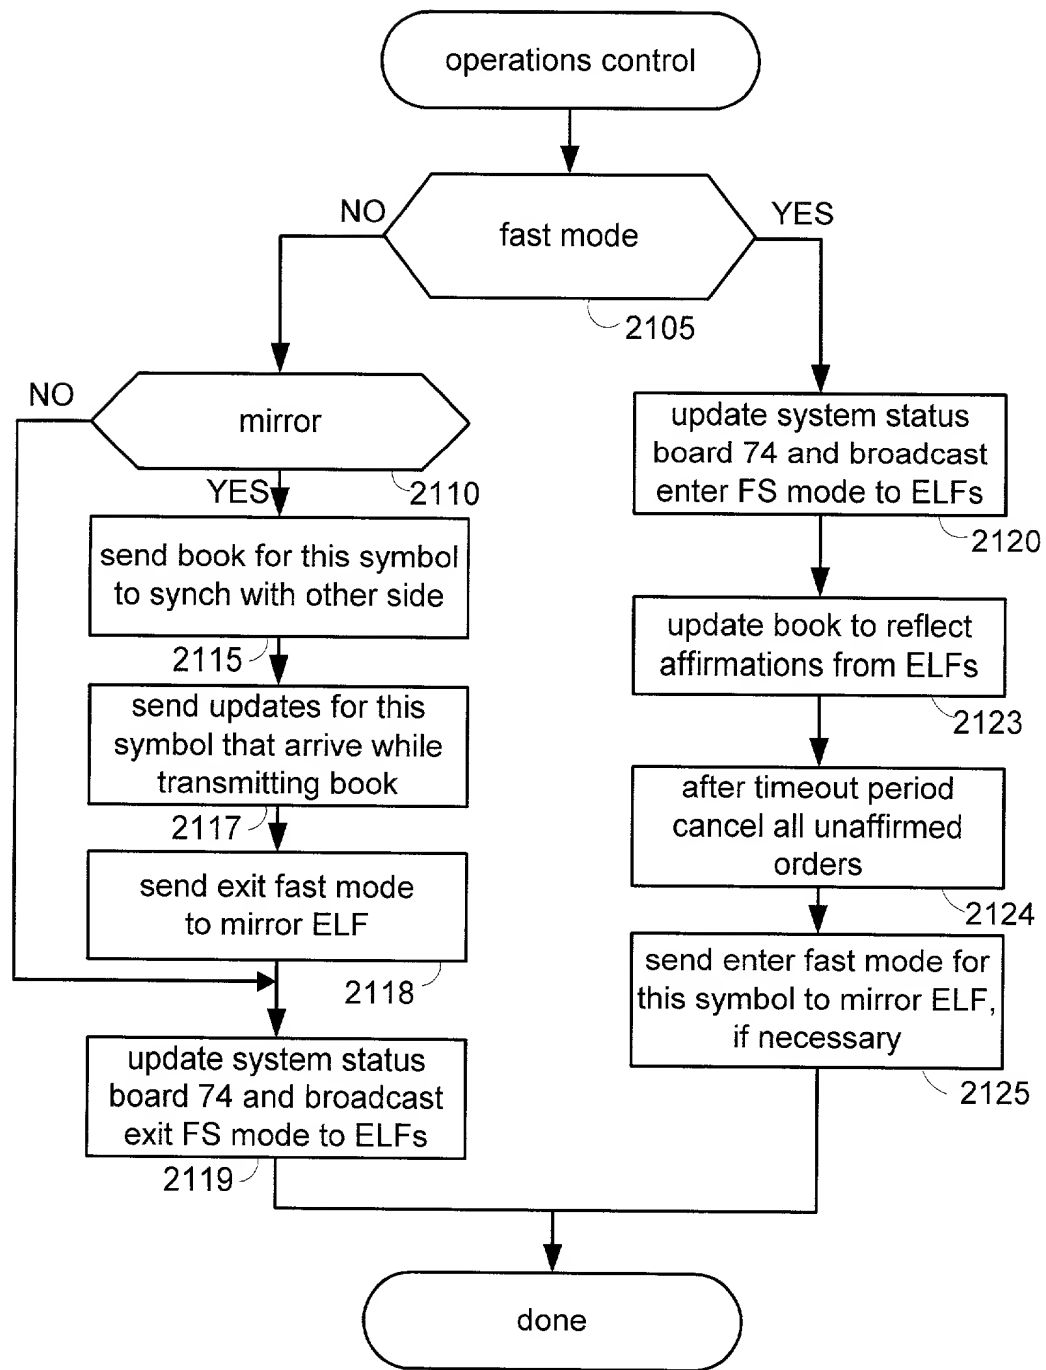 operations control
NO
YES
fast mode
2105
NO
mirror
YES
2110
send book for this symbol
to synch with other side
2115
send updates for this
symbol that arrive while
transmitting book
2117
send exit fast mode
to mirror ELF
2118
update system status
board 74 and broadcast
exit FS mode to ELFs
2119
update system status
board 74 and broadcast
enter FS mode to ELFs
2120
update book to reflect
affirmations from ELFs
2123
after timeout period
cancel all unaffirmed
orders
2124
send enter fast mode for
this symbol to mirror ELF,
if necessary
2125
done